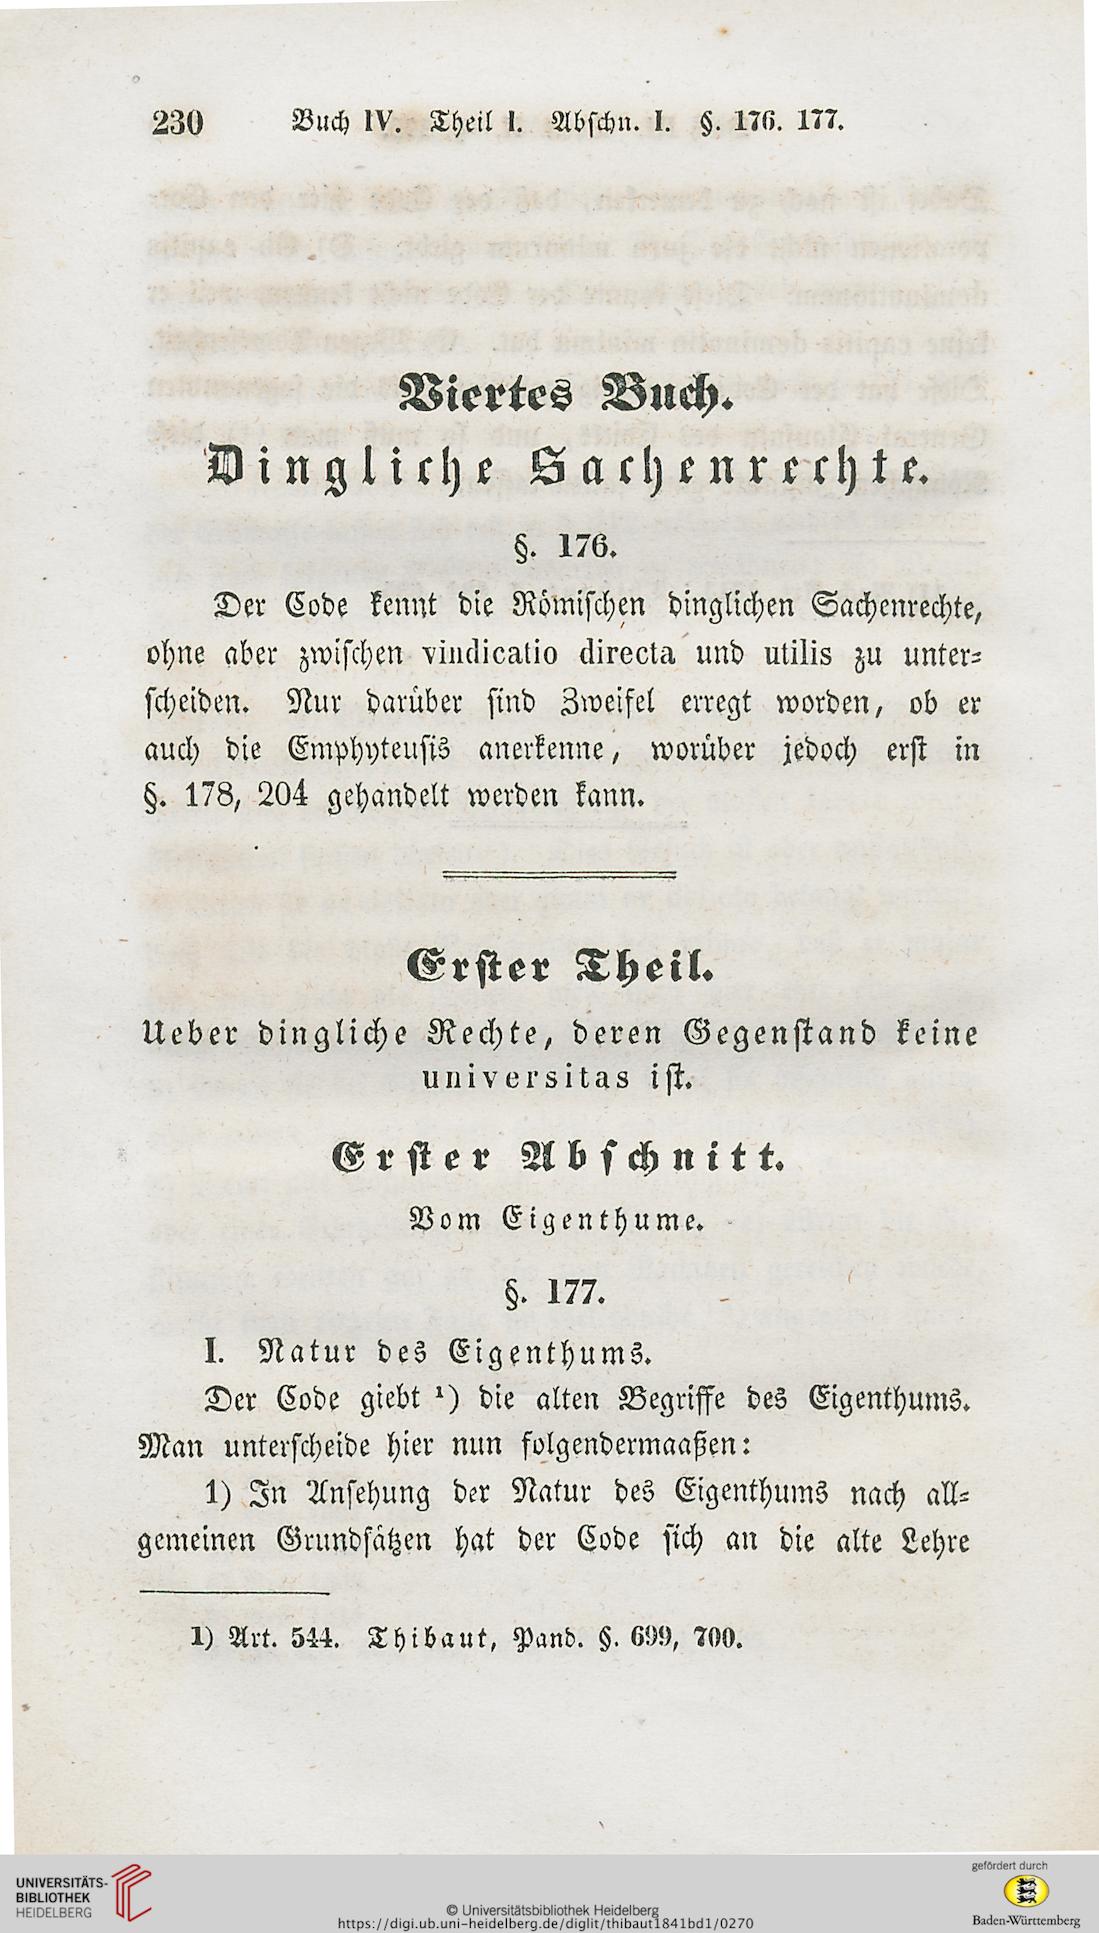 230 Buch IV. Theil I. Abschn. I. §. 176. 177.
Viertes Buch.
Dingliche Sachenrechte.
§. 176.
Der Code kennt die Römischen dinglichen Sachenrechte,
ohne aber zwischen vindicatio directa und utilis zu unter-
scheiden. Nur darüber sind Zweifel erregt worden, ob er
auch die Emphyteusis anerkenne, worüber jedoch erst in
§. 178, 204 gehandelt werden kann.
Erster Theil.
Ueber dingliche Rechte, deren Gegenstand keine
universitas ist.
Erster Abschnitt.
Vom Eigenthume.
§. 177.
I. Natur des Eigenthums.
Der Code giebt ¹) die alten Begriffe des Eigenthums.
Man unterscheide hier nun folgendermaaßen:
1) In Ansehung der Natur des Eigenthums nach all-
gemeinen Grundsätzen hat der Code sich an die alte Lehre
1) Art. 544. Thibaut, Pand. §. 699, 700.
UNIVERSITÄTS-
BIBLIOTHEK
HEIDELBERG
© Universitätsbibliothek Heidelberg
https://digi.ub.uni-heidelberg.de/diglit/thibaut1841bd1/0270
gefördert durch
Baden-Württemberg